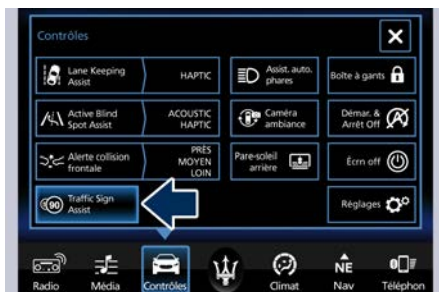 Contrôles
Lane Keeping
Assist
HAPTIC
Assist. auto.
phares
Boîte à gants
Active Blind
Spot Assist
ACOUSTIC
HAPTIC
Caméra
ambiance
Démar. &
Arrêt Off
Alerte collision
frontale
PRÈS
MOYEN
LOIN
Pare-soleil
arrière
Écrn off
90
Traffic Sign
Assist
Réglages
Radio
Média
Contrôles
Climat
NE
Nav
Téléphon